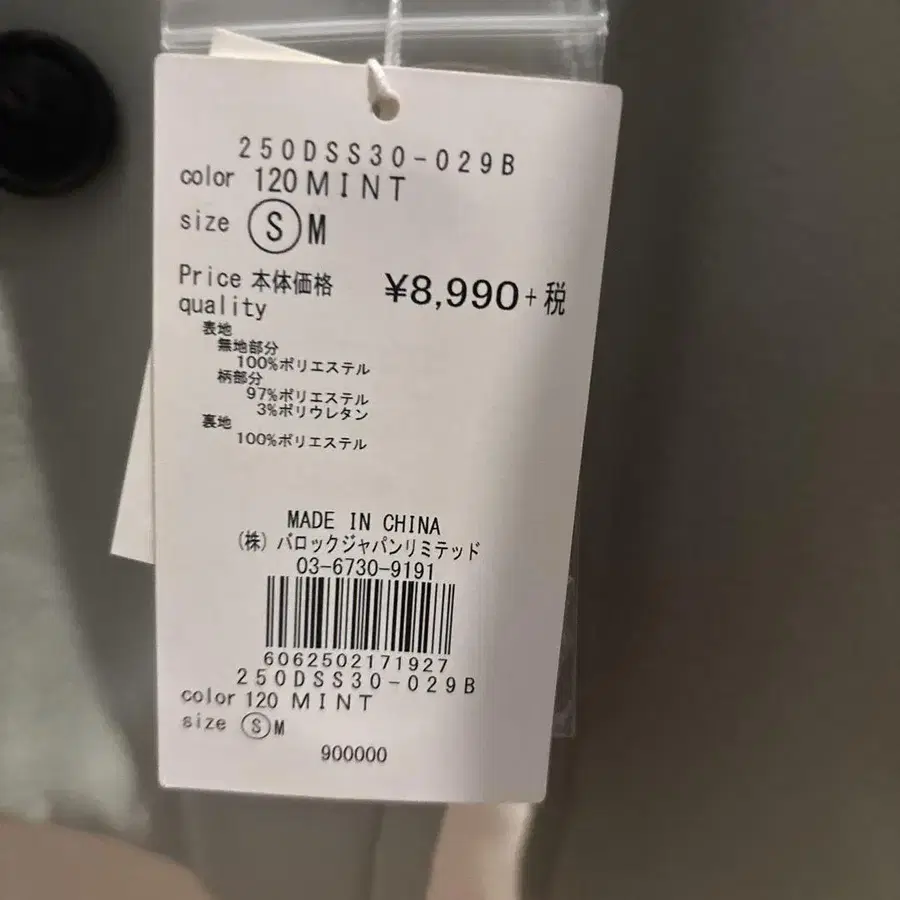 250DSS30-029B
color 120 MINT
size Ⓢ M
Price 本体価格 ¥8,990+税
quality
表地
無地部分
100%ポリエステル
柄部分
97%ポリエステル
3%ポリウレタン
裏地
100%ポリエステル
MADE IN CHINA
(株) バロックジャパンリミテッド
03-6730-9191
6062502171927
250DSS30-029B
color 120 MINT
size Ⓢ M
900000